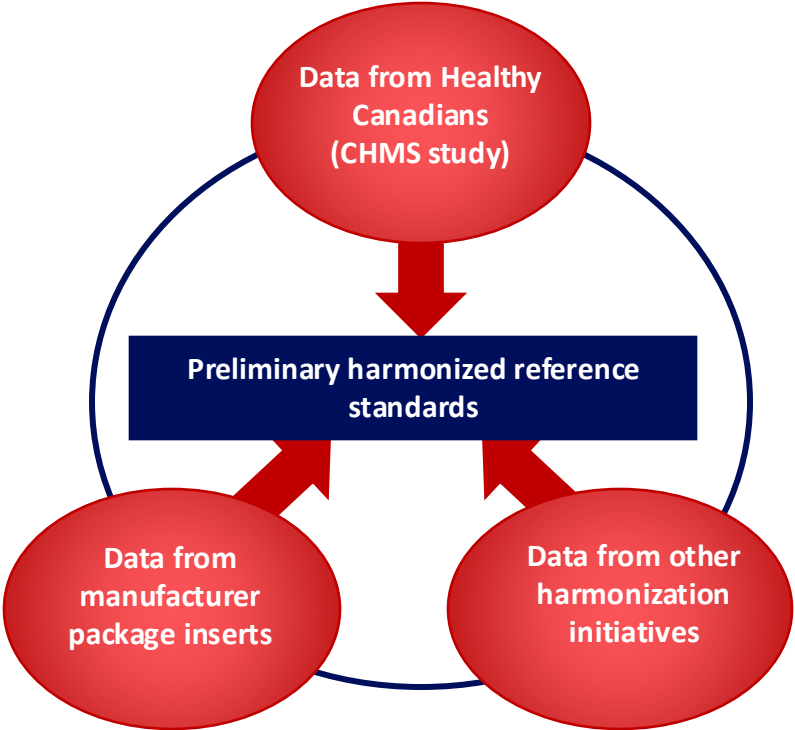 Data from Healthy
Canadians
(CHMS study)
Preliminary harmonized reference
standards
Data from
manufacturer
package inserts
Data from other
harmonization
initiatives